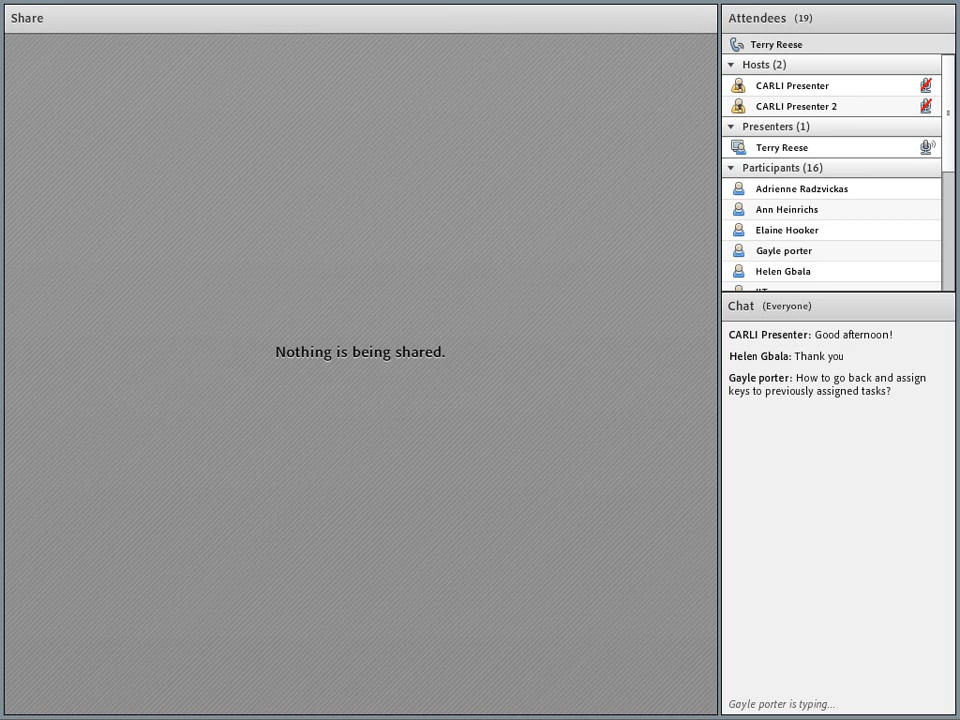 Share
Nothing is being shared.
Attendees (19)
Terry Reese
Hosts (2)
CARLI Presenter
CARLI Presenter 2
Presenters (1)
Terry Reese
Participants (16)
Adrienne Radzvickas
Ann Heinrichs
Elaine Hooker
Gayle porter
Helen Gbala
Chat (Everyone)
CARLI Presenter: Good afternoon!
Helen Gbala: Thank you
Gayle porter: How to go back and assign
keys to previously assigned tasks?
Gayle porter is typing...